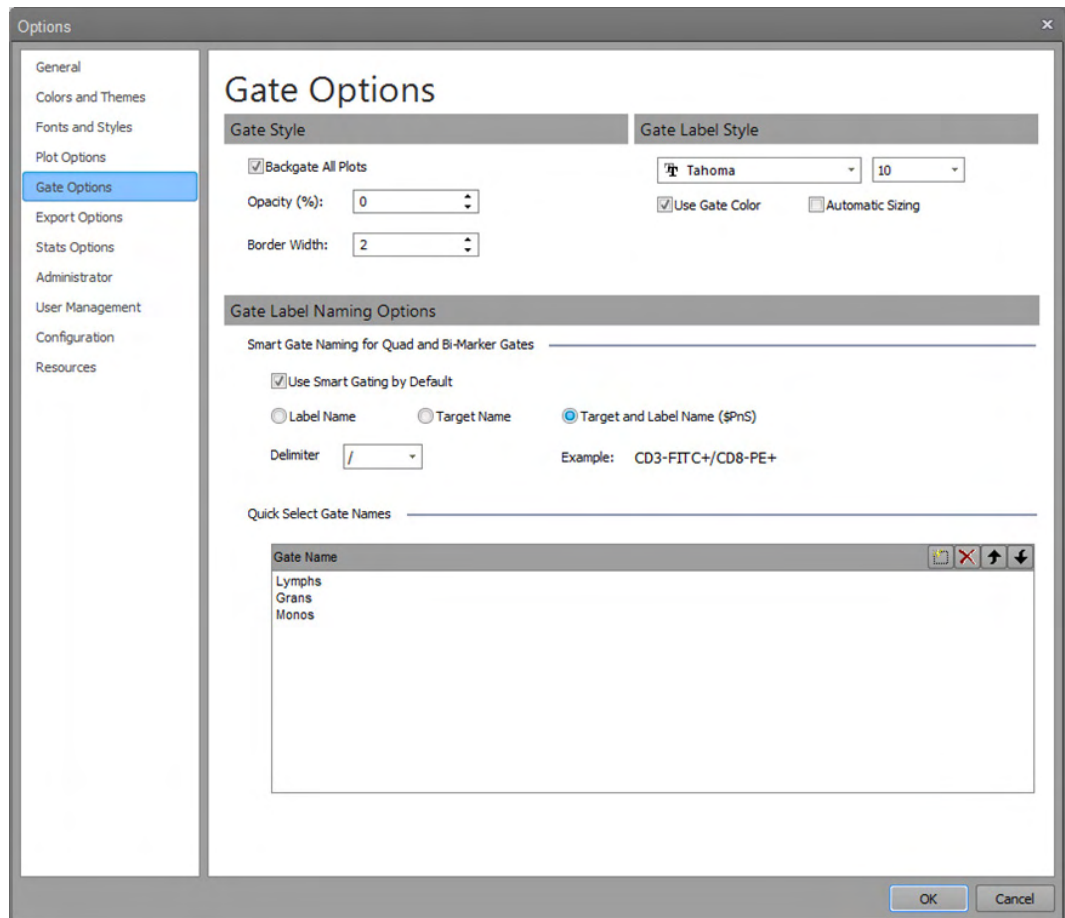 Options
General
Colors and Themes
Fonts and Styles
Plot Options
Gate Options
Export Options
Stats Options
Administrator
User Management
Configuration
Resources
Gate Options
Gate Style
Backgate All Plots
Opacity (%): 0
Border Width: 2
Gate Label Style
Tahoma 10
Use Gate Color Automatic Sizing
Gate Label Naming Options
Smart Gate Naming for Quad and Bi-Marker Gates
Use Smart Gating by Default
Label Name Target Name Target and Label Name ($PnS)
Delimiter / Example: CD3-FITC+/CD8-PE+
Quick Select Gate Names
Gate Name
Lymphs
Grans
Monos
OK Cancel